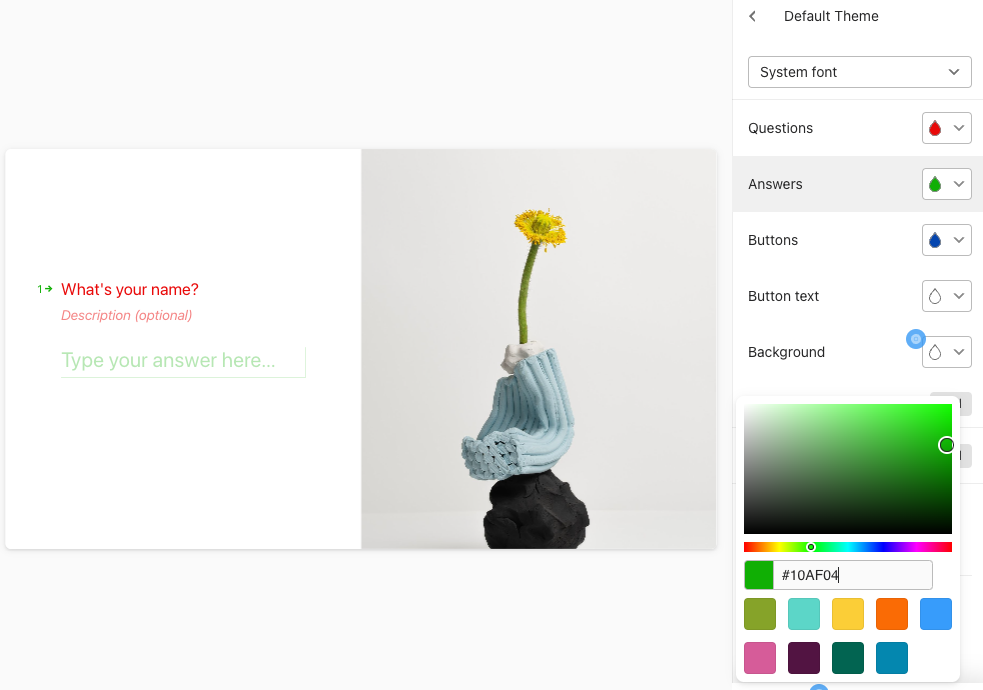 Default Theme
System font
Questions
Answers
Buttons
Button text
Background
1
What's your name?
Description (optional)
Type your answer here...
#10AF04